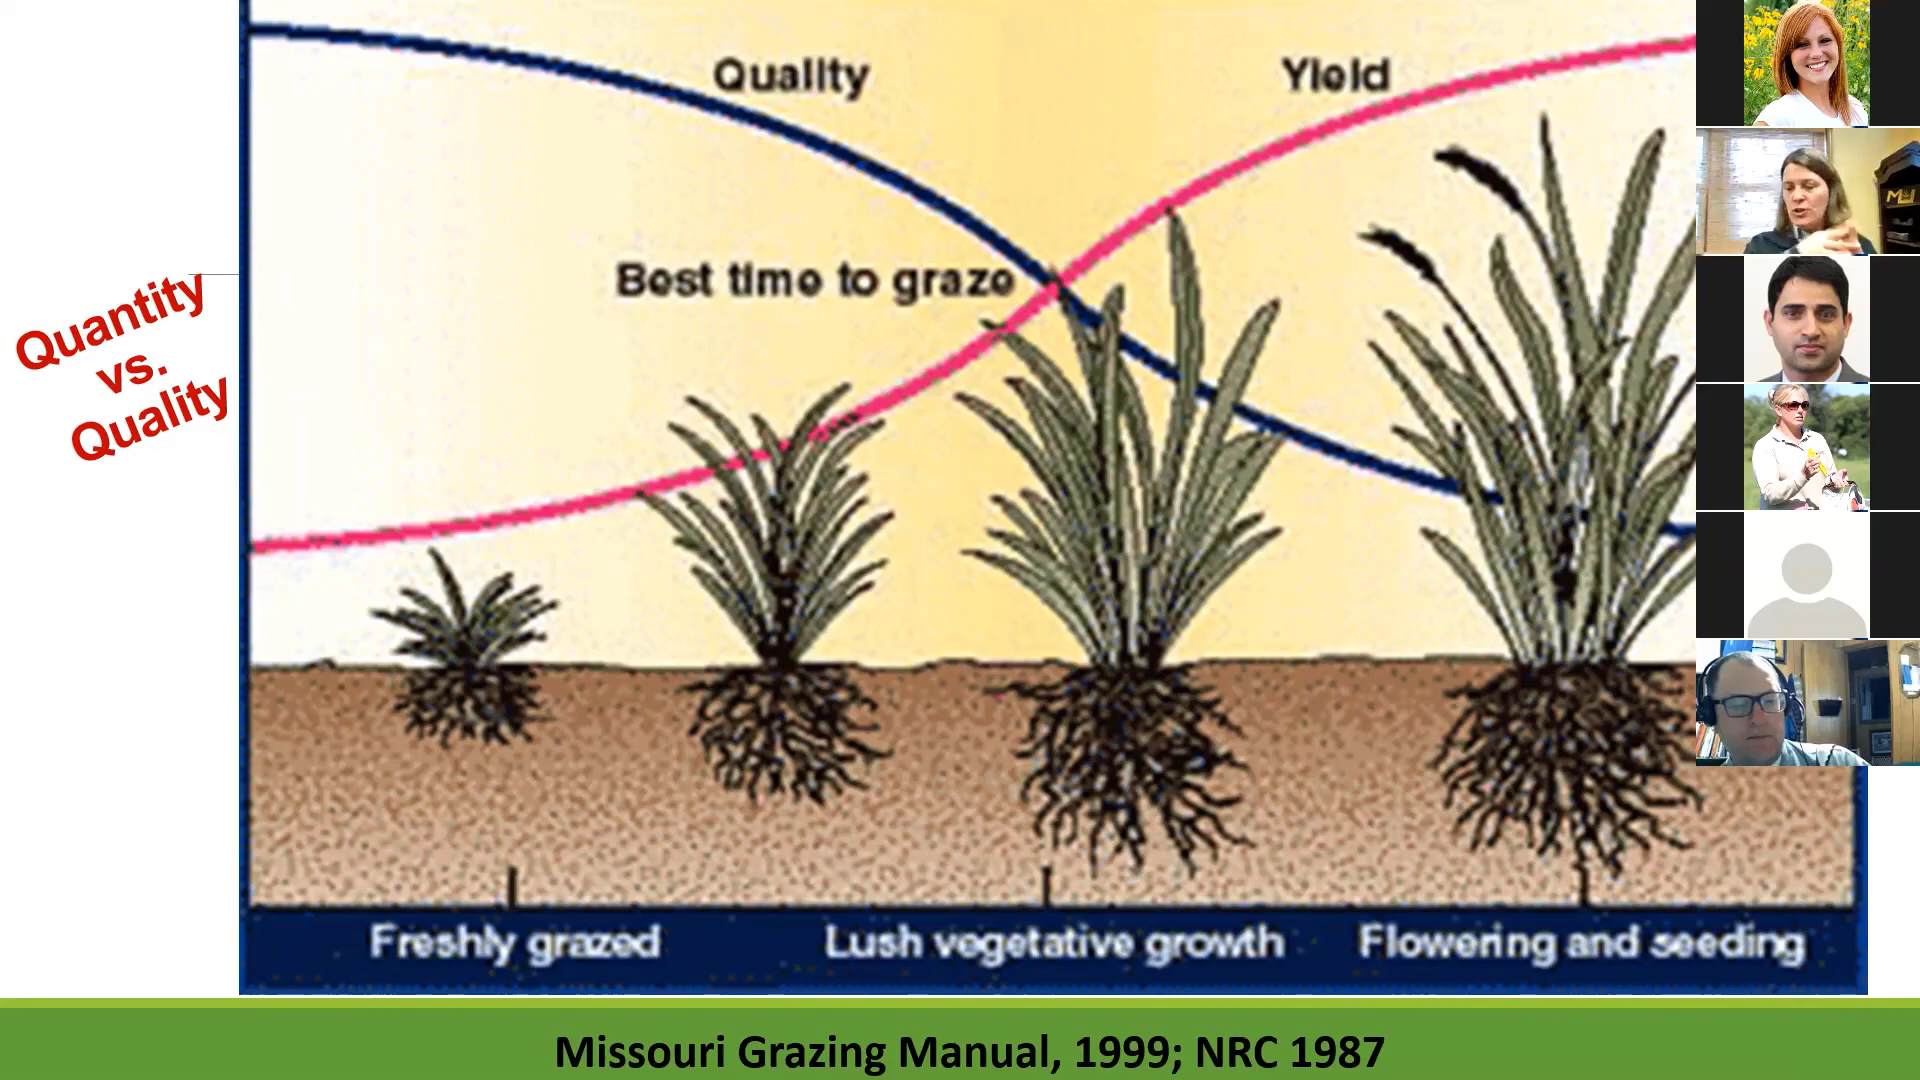 Quality
Yield
Best time to graze
Quantity
vs.
Quality
Freshly grazed
Lush vegetative growth
Flowering and seeding
Missouri Grazing Manual, 1999; NRC 1987